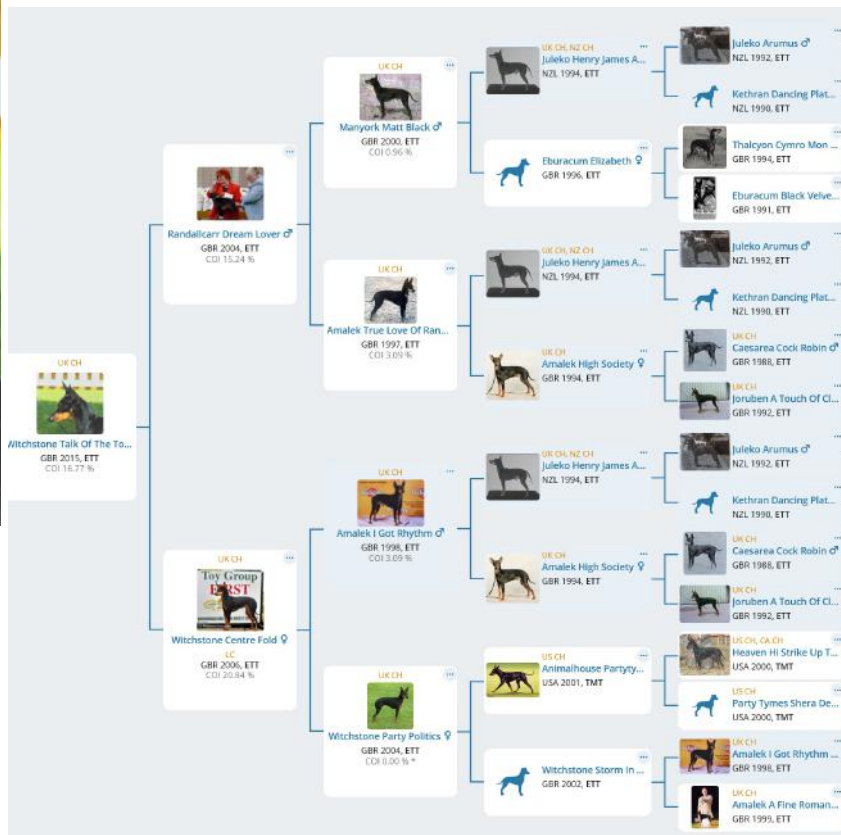 UK CH
Witchstone Talk Of The To...
GBR 2015, ETT
COI 16.77 %
Randallcarr Dream Lover ♂
GBR 2004, ETT
COI 15.24 %
UK CH
Toy Group
FIRST
Witchstone Centre Fold ♀
LC
GBR 2006, ETT
COI 20.84 %
UK CH
Manyork Matt Black ♂
GBR 2000, ETT
COI 0.96 %
UK CH
Amalek True Love Of Ran...
GBR 1997, ETT
COI 3.09 %
UK CH
Amalek I Got Rhythm ♂
GBR 1998, ETT
COI 3.09 %
UK CH
Witchstone Party Politics ♀
GBR 2004, ETT
COI 0.00 % *
UK CH, NZ CH
Juleko Henry James A...
NZL 1994, ETT
Eburacum Elizabeth ♀
GBR 1996, ETT
UK CH, NZ CH
Juleko Henry James A...
NZL 1994, ETT
UK CH
Amalek High Society ♀
GBR 1994, ETT
UK CH, NZ CH
Juleko Henry James A...
NZL 1994, ETT
UK CH
Amalek High Society ♀
GBR 1994, ETT
US CH
Animalhouse Partyty...
USA 2001, TMT
Witchstone Storm In ...
GBR 2002, ETT
Juleko Arumus ♂
NZL 1992, ETT
Kethran Dancing Plat...
NZL 1990, ETT
Thalcyon Cymro Mon ...
GBR 1994, ETT
Eburacum Black Velve...
GBR 1991, ETT
Juleko Arumus ♂
NZL 1992, ETT
Kethran Dancing Plat...
NZL 1990, ETT
UK CH
Caesarea Cock Robin ♂
GBR 1988, ETT
UK CH
Joruben A Touch Of Cl...
GBR 1992, ETT
Juleko Arumus ♂
NZL 1992, ETT
Kethran Dancing Plat...
NZL 1990, ETT
UK CH
Caesarea Cock Robin ♂
GBR 1988, ETT
UK CH
Joruben A Touch Of Cl...
GBR 1992, ETT
US CH, CA CH
Heaven Hi Strike Up T...
USA 2000, TMT
US CH
Party Tymes Shera De...
USA 2000, TMT
UK CH
Amalek I Got Rhythm ...
GBR 1998, ETT
UK CH
Amalek A Fine Roman...
GBR 1999, ETT